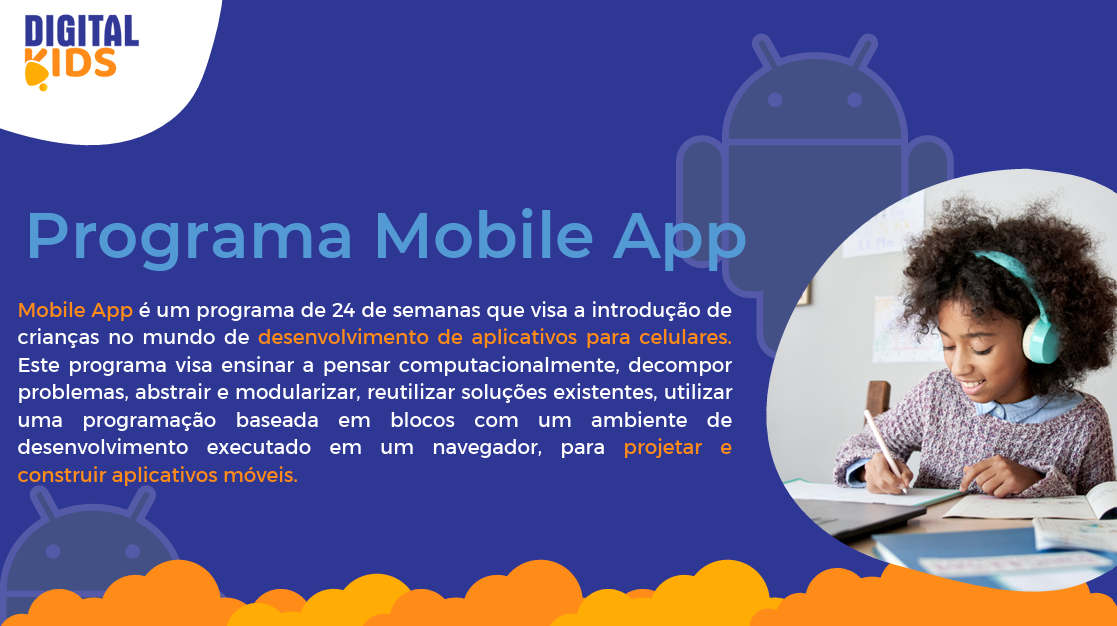 DIGITAL
KIDS
Programa Mobile App
Mobile App é um programa de 24 de semanas que visa a introdução de
crianças no mundo de desenvolvimento de aplicativos para celulares.
Este programa visa ensinar a pensar computacionalmente, decompor
problemas, abstrair e modularizar, reutilizar soluções existentes, utilizar
uma programação baseada em blocos com um ambiente de
desenvolvimento executado em um navegador, para projetar e
construir aplicativos móveis.